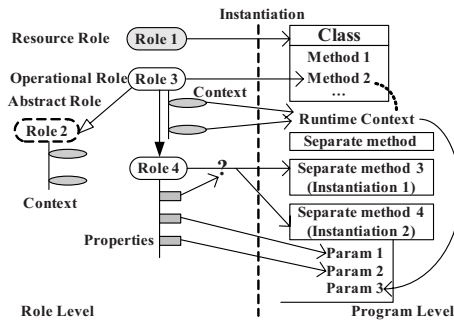 Instantiation
Resource Role
Role 1
Class
Method 1
Operational Role
Role 3
Method 2
...
Abstract Role
Context
Role 2
Runtime Context
Separate method
Role 4
?
Separate method 3
(Instantiation 1)
Context
Separate method 4
(Instantiation 2)
Properties
Param 1
Param 2
Param 3
Role Level
Program Level